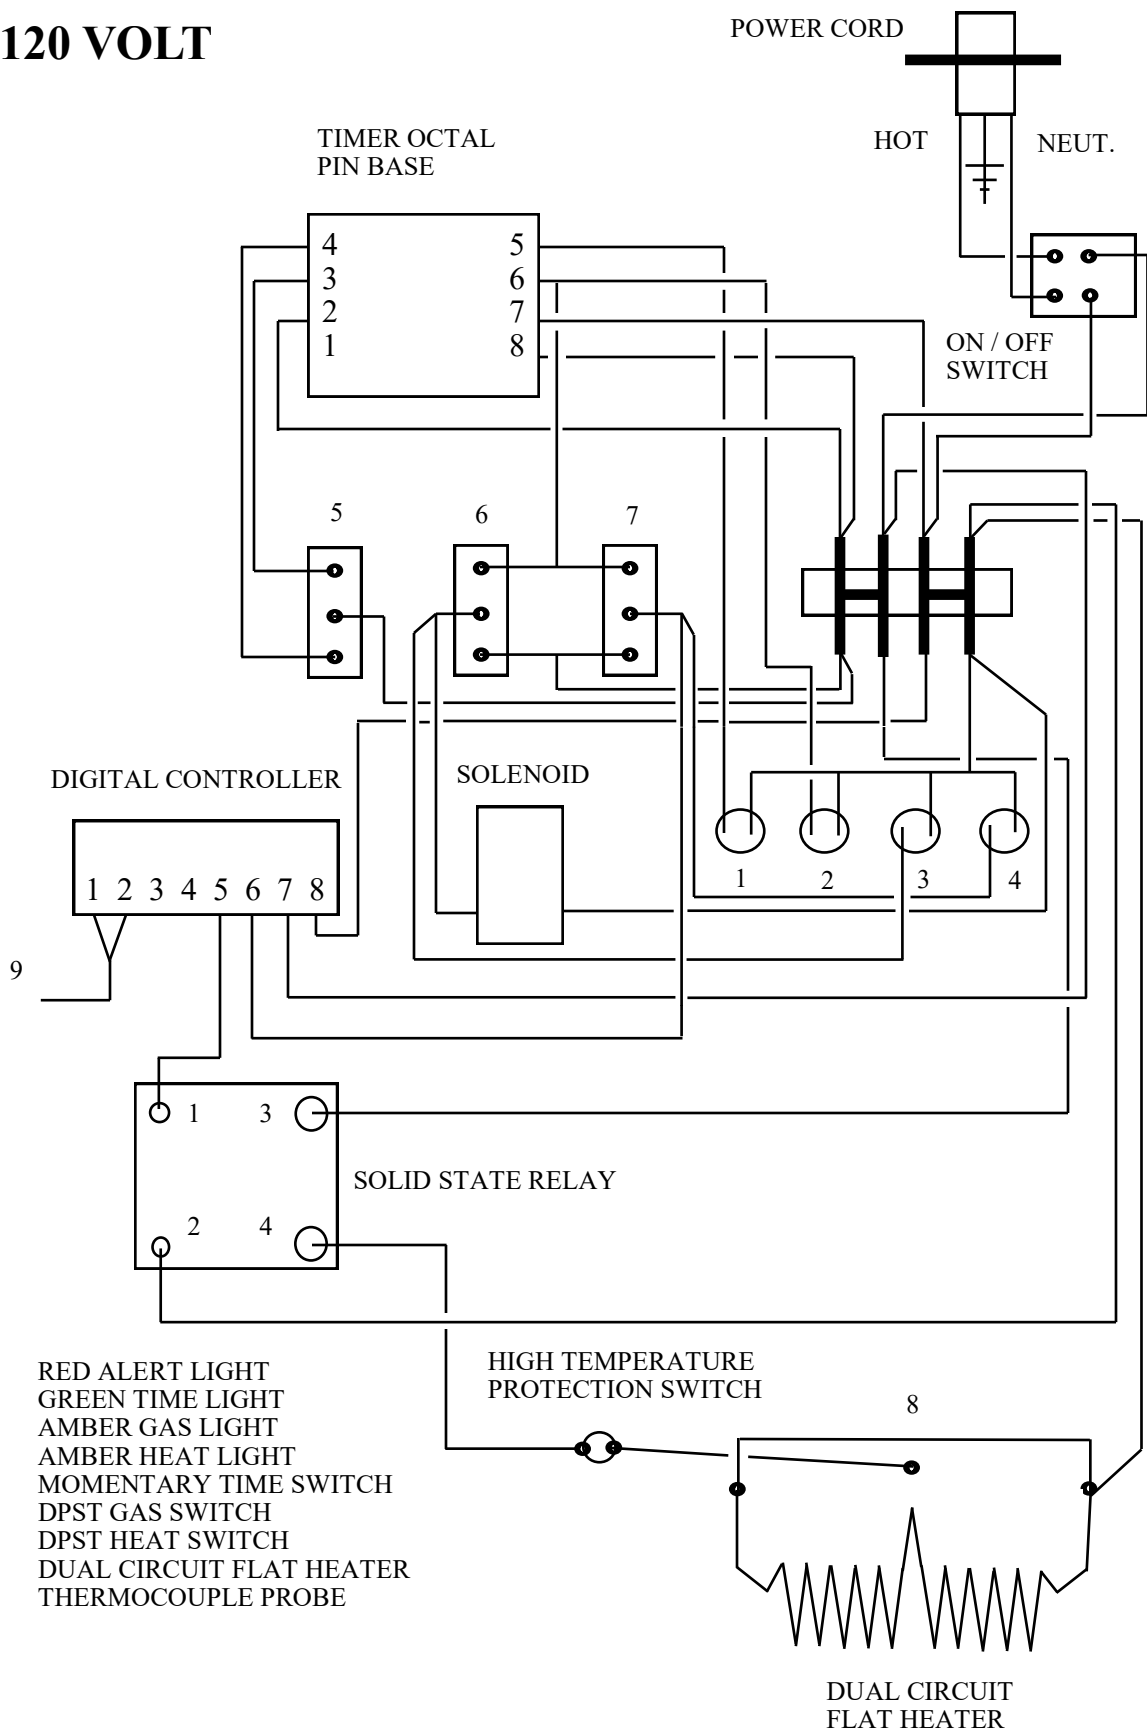 120 VOLT
POWER CORD
HOT
NEUT.
TIMER OCTAL
PIN BASE
4 5
3 6
2 7
1 8
ON / OFF
SWITCH
5
6
7
DIGITAL CONTROLLER
SOLENOID
1 2 3 4 5 6 7 8
1
2
3
4
9
1 3
SOLID STATE RELAY
2 4
HIGH TEMPERATURE
PROTECTION SWITCH
8
RED ALERT LIGHT
GREEN TIME LIGHT
AMBER GAS LIGHT
AMBER HEAT LIGHT
MOMENTARY TIME SWITCH
DPST GAS SWITCH
DPST HEAT SWITCH
DUAL CIRCUIT FLAT HEATER
THERMOCOUPLE PROBE
DUAL CIRCUIT
FLAT HEATER